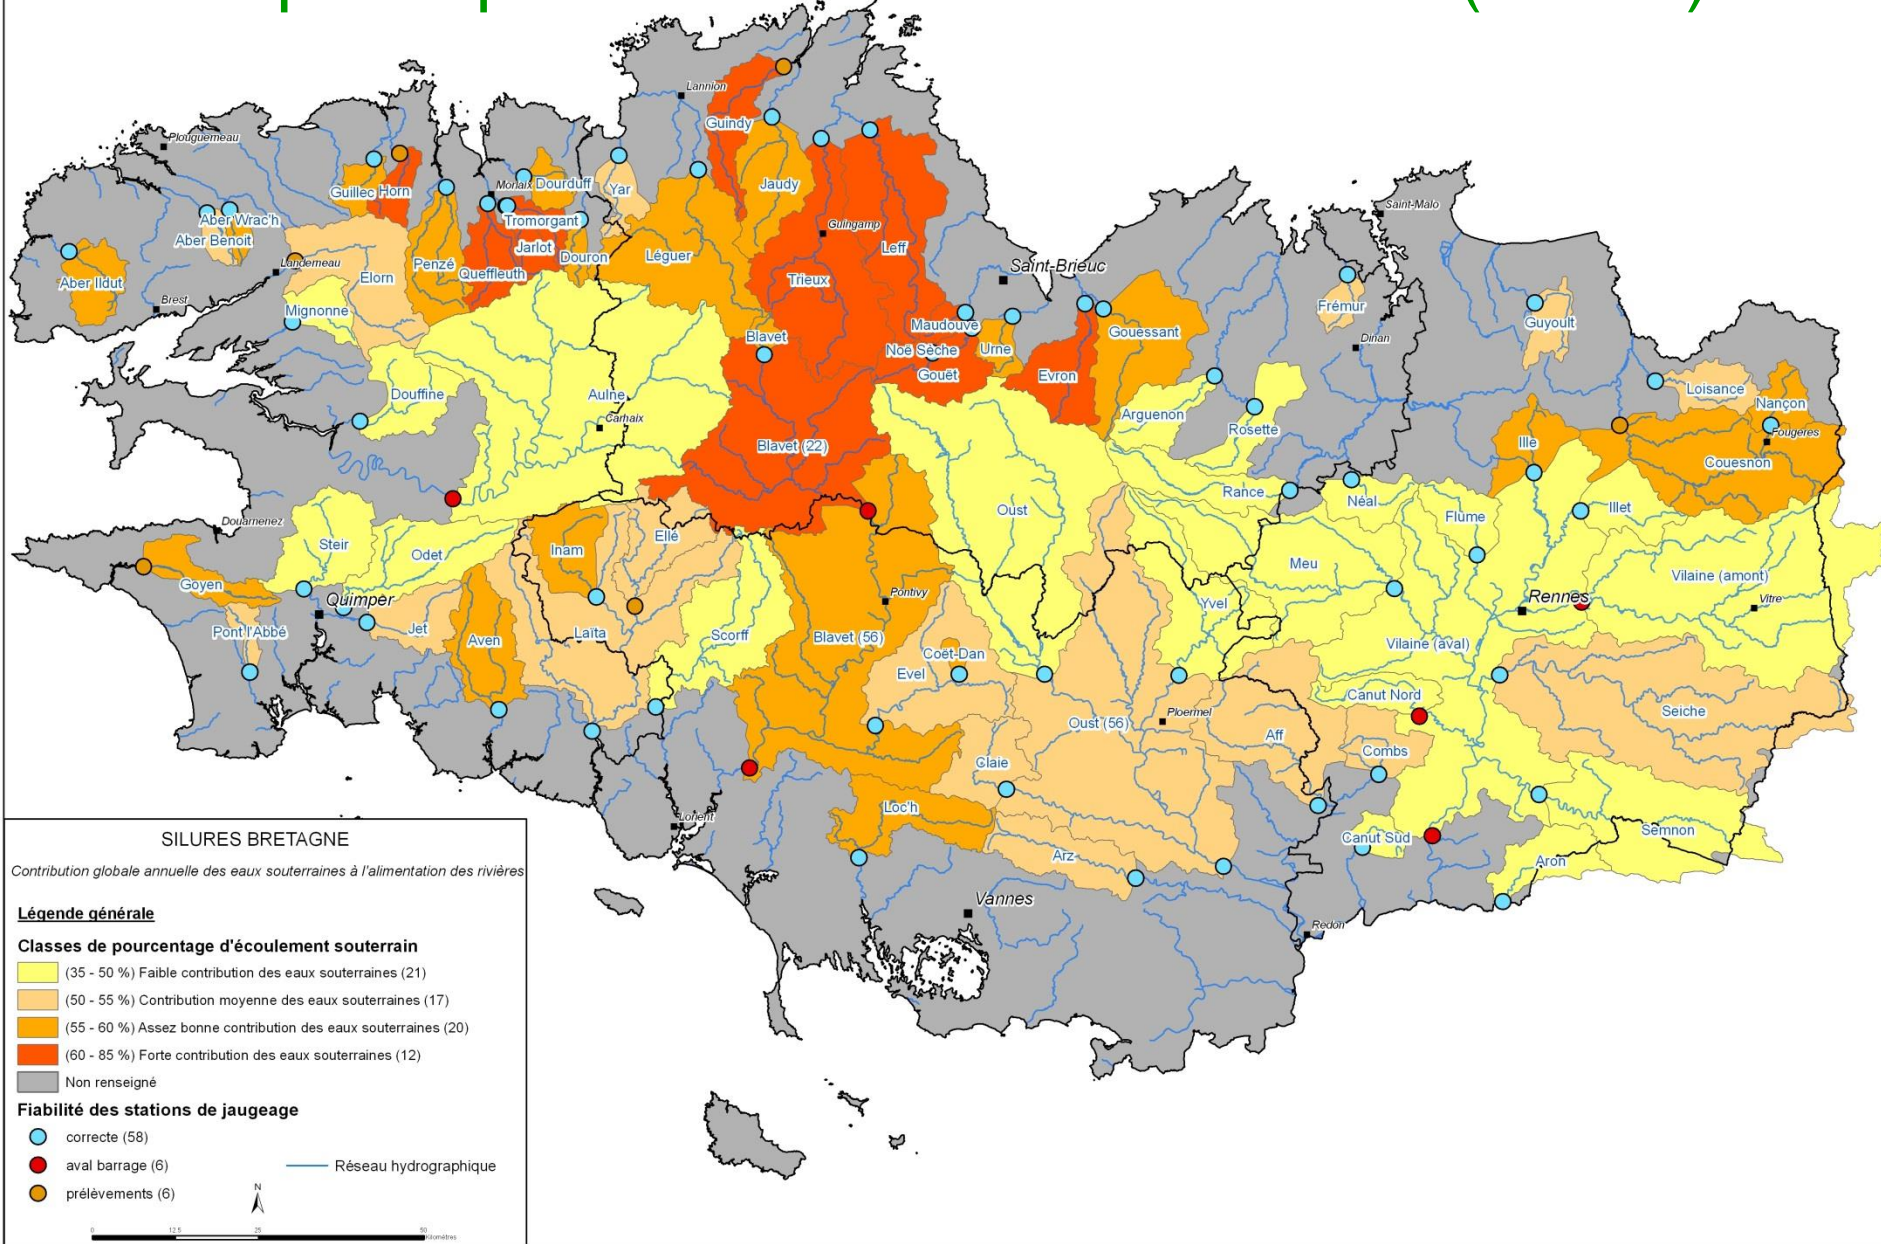 Lannion
Plouguerneau
Guindy
Jaudy
Guillec
Horn
Morlaix
Dourduff
Yar
Saint-Malo
Aber Wrac'h
Aber Benoit
Tromorgant
Guingamp
Leff
Jarlot
Landerneau
Penzé
Queffleuth
Douron
Léguer
Elorn
Aber Ildut
Trieux
Saint-Brieuc
Brest
Mignonne
Frémur
Maudouve
Gouessant
Guyoult
Blavet
Noë Sèche
Urne
Dinan
Gouët
Evron
Douffine
Aulne
Loisance
Nançon
Carhaix
Arguenon
Rosette
Fougères
Blavet (22)
Ille
Couesnon
Rance
Néal
Oust
Flume
Illet
Douarnenez
Steir
Odet
Inam
Ellé
Meu
Vilaine (amont)
Goyen
Quimper
Pontivy
Yvel
Rennes
Vitre
Pont l'Abbé
Jet
Aven
Laïta
Scorff
Blavet (56)
Vilaine (aval)
Coët-Dan
Evel
Canut Nord
Seiche
Oust (56)
Ploermel
Aff
Combs
Claie
Lorient
Loc'h
Canut Sud
Semnon
Arz
Aron
Vannes
Redon
SILURES BRETAGNE
Contribution globale annuelle des eaux souterraines à l'alimentation des rivières
Légende générale
Classes de pourcentage d'écoulement souterrain
(35 - 50 %) Faible contribution des eaux souterraines (21)
(50 - 55 %) Contribution moyenne des eaux souterraines (17)
(55 - 60 %) Assez bonne contribution des eaux souterraines (20)
(60 - 85 %) Forte contribution des eaux souterraines (12)
Non renseigné
Fiabilité des stations de jaugeage
correcte (58)
aval barrage (6)
Réseau hydrographique
prélèvements (6)
N
0 12.5 25 50
Kilomètres